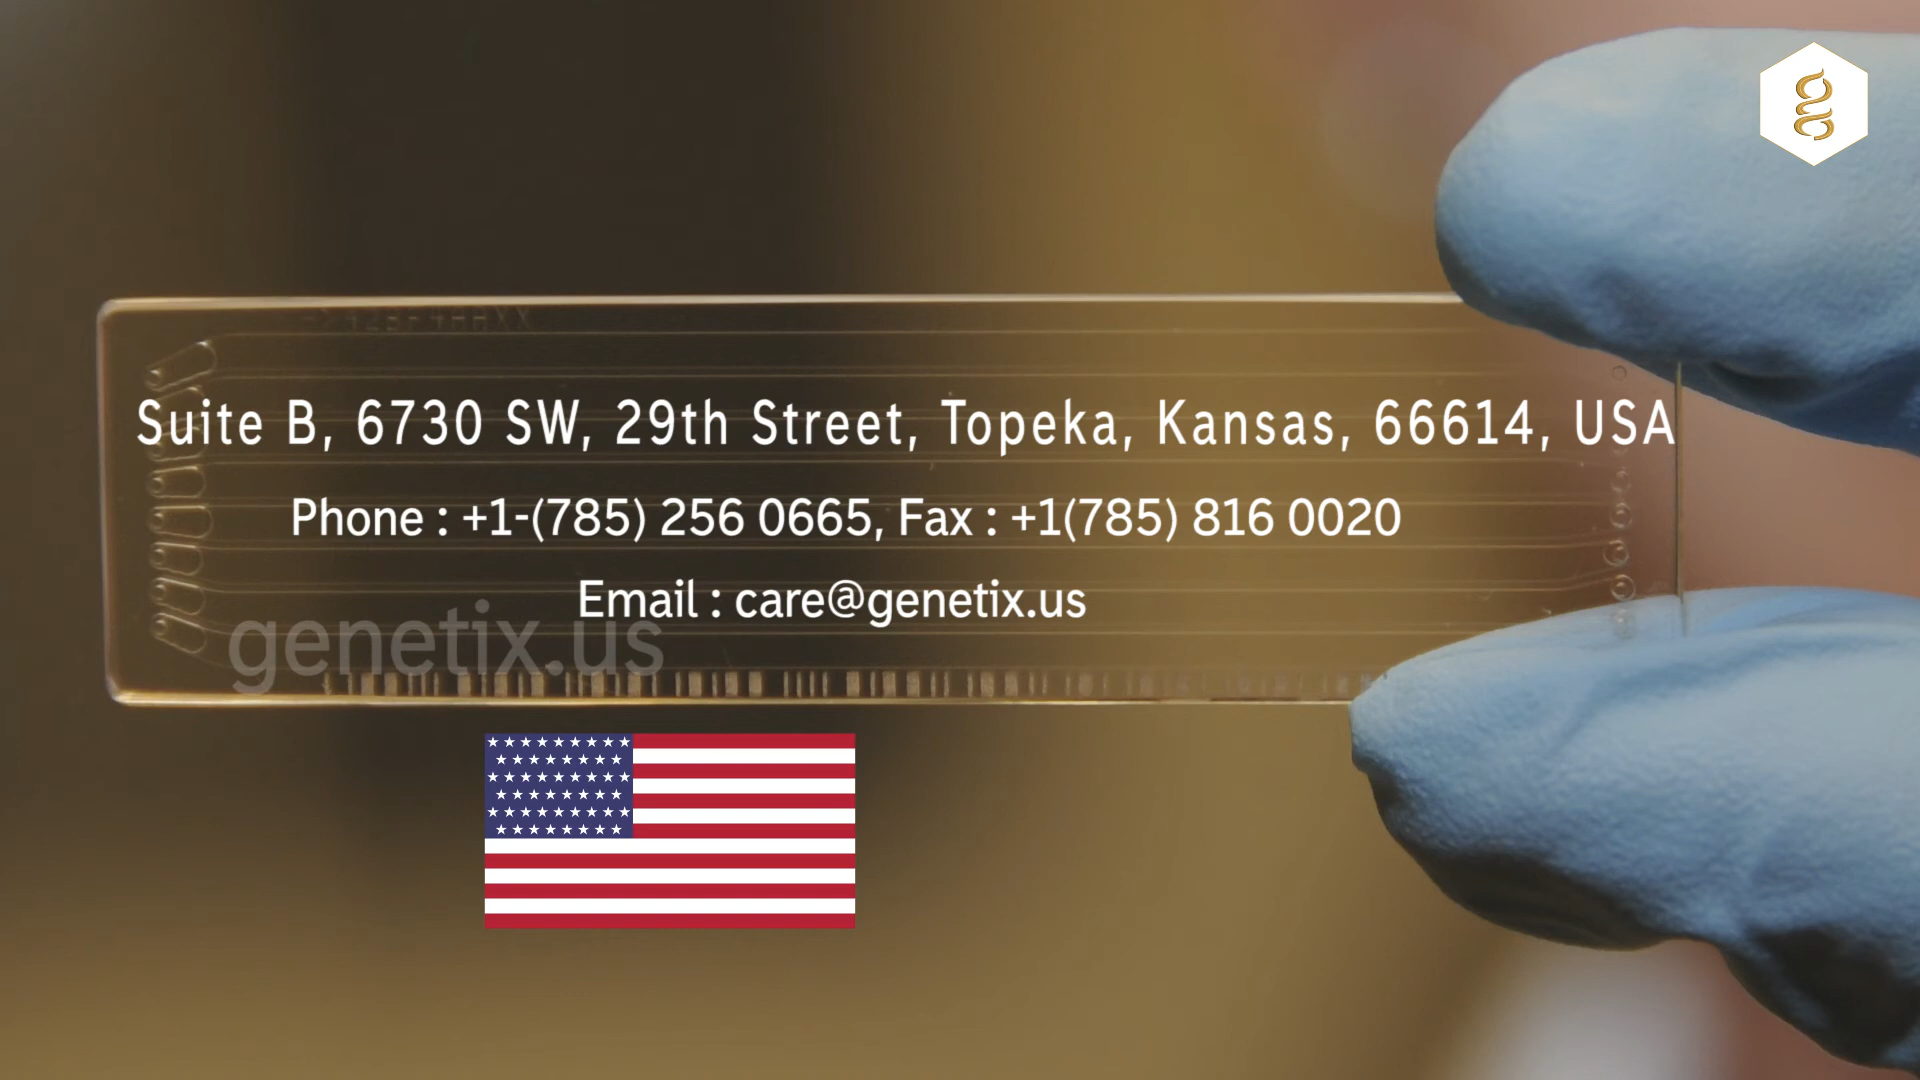 Suite B, 6730 SW, 29th Street, Topeka, Kansas, 66614, USA
Phone : +1-(785) 256 0665, Fax : +1(785) 816 0020
Email : care@genetix.us
genetix.us